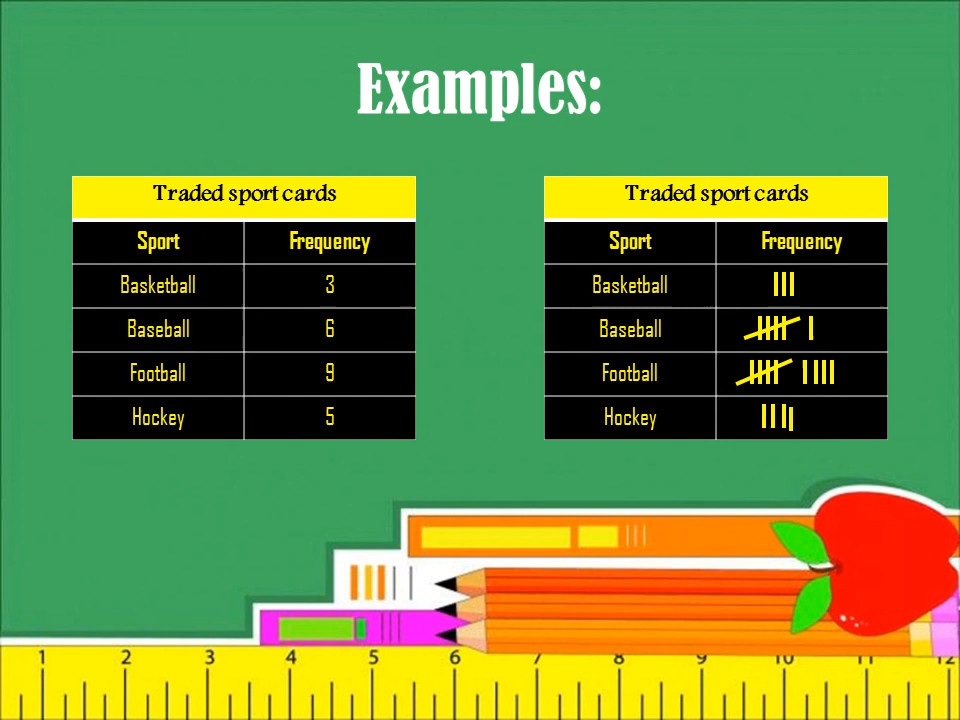 Examples:
Traded sport cards
Sport Frequency
Basketball 3
Baseball 6
Football 9
Hockey 5
Traded sport cards
Sport Frequency
Basketball
Baseball
Football
Hockey
1 2 3 4 5 6 7 8 9 10 11 12